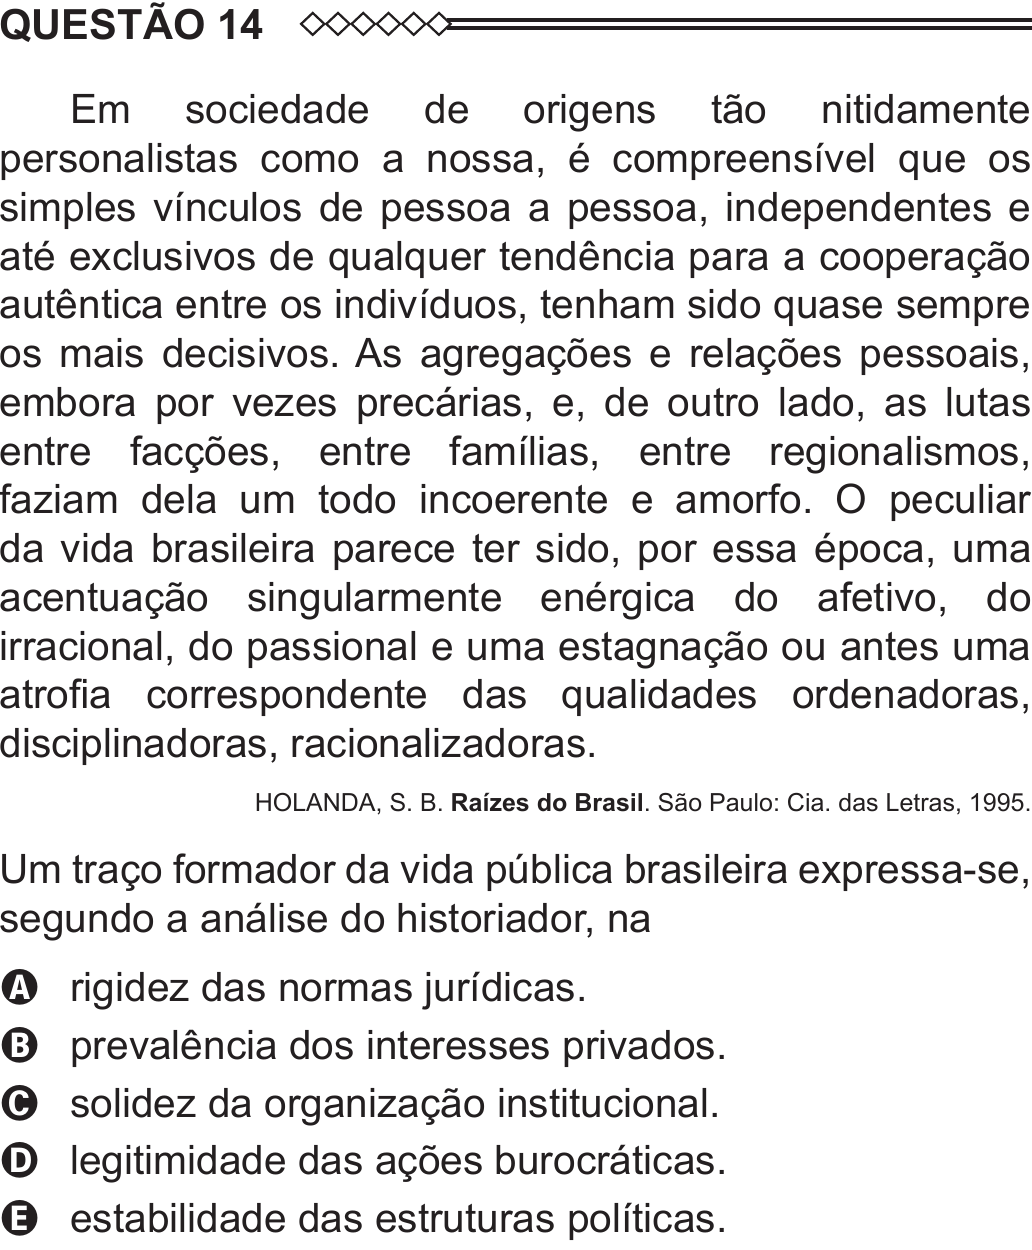 QUESTÃO 14
Em sociedade de origens tão nitidamente
personalistas como a nossa, é compreensível que os
simples vínculos de pessoa a pessoa, independentes e
até exclusivos de qualquer tendência para a cooperação
autêntica entre os indivíduos, tenham sido quase sempre
os mais decisivos. As agregações e relações pessoais,
embora por vezes precárias, e, de outro lado, as lutas
entre facções, entre famílias, entre regionalismos,
faziam dela um todo incoerente e amorfo. O peculiar
da vida brasileira parece ter sido, por essa época, uma
acentuação singularmente enérgica do afetivo, do
irracional, do passional e uma estagnação ou antes uma
atrofia correspondente das qualidades ordenadoras,
disciplinadoras, racionalizadoras.
HOLANDA, S. B. Raízes do Brasil. São Paulo: Cia. das Letras, 1995.
Um traço formador da vida pública brasileira expressa-se,
segundo a análise do historiador, na
A rigidez das normas jurídicas.
B prevalência dos interesses privados.
C solidez da organização institucional.
D legitimidade das ações burocráticas.
E estabilidade das estruturas políticas.